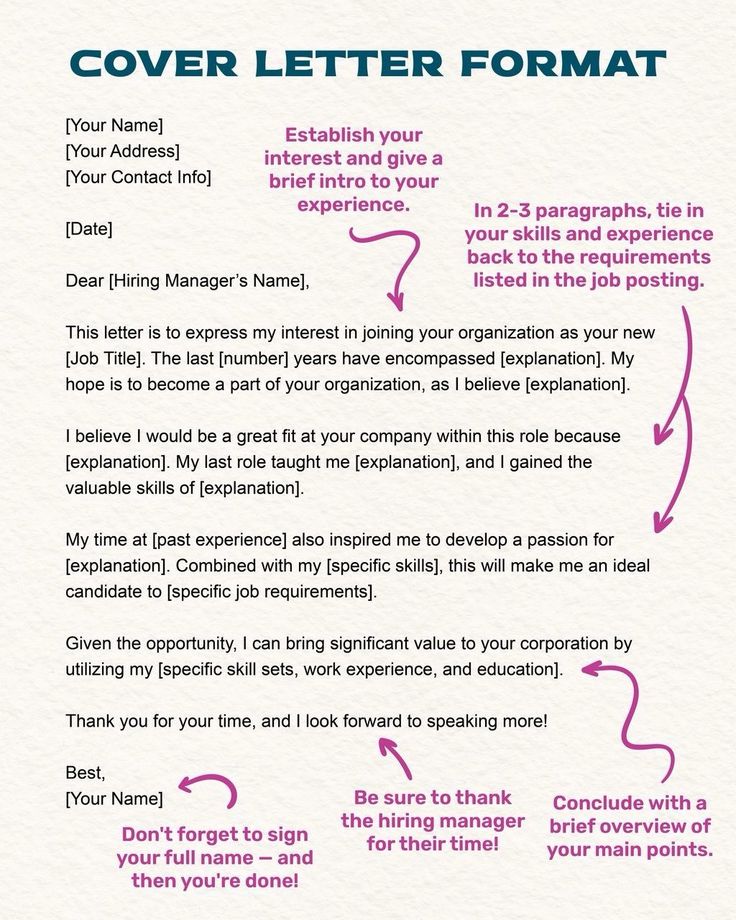 COVER LETTER FORMAT
[Your Name]
[Your Address]
[Your Contact Info]
Establish your
interest and give a
brief intro to your
experience.
In 2-3 paragraphs, tie in
your skills and experience
back to the requirements
listed in the job posting.
[Date]
Dear [Hiring Manager’s Name],
This letter is to express my interest in joining your organization as your new
[Job Title]. The last [number] years have encompassed [explanation]. My
hope is to become a part of your organization, as I believe [explanation].
I believe I would be a great fit at your company within this role because
[explanation]. My last role taught me [explanation], and I gained the
valuable skills of [explanation].
My time at [past experience] also inspired me to develop a passion for
[explanation]. Combined with my [specific skills], this will make me an ideal
candidate to [specific job requirements].
Given the opportunity, I can bring significant value to your corporation by
utilizing my [specific skill sets, work experience, and education].
Thank you for your time, and I look forward to speaking more!
Best,
[Your Name]
Don't forget to sign
your full name — and
then you're done!
Be sure to thank
the hiring manager
for their time!
Conclude with a
brief overview of
your main points.